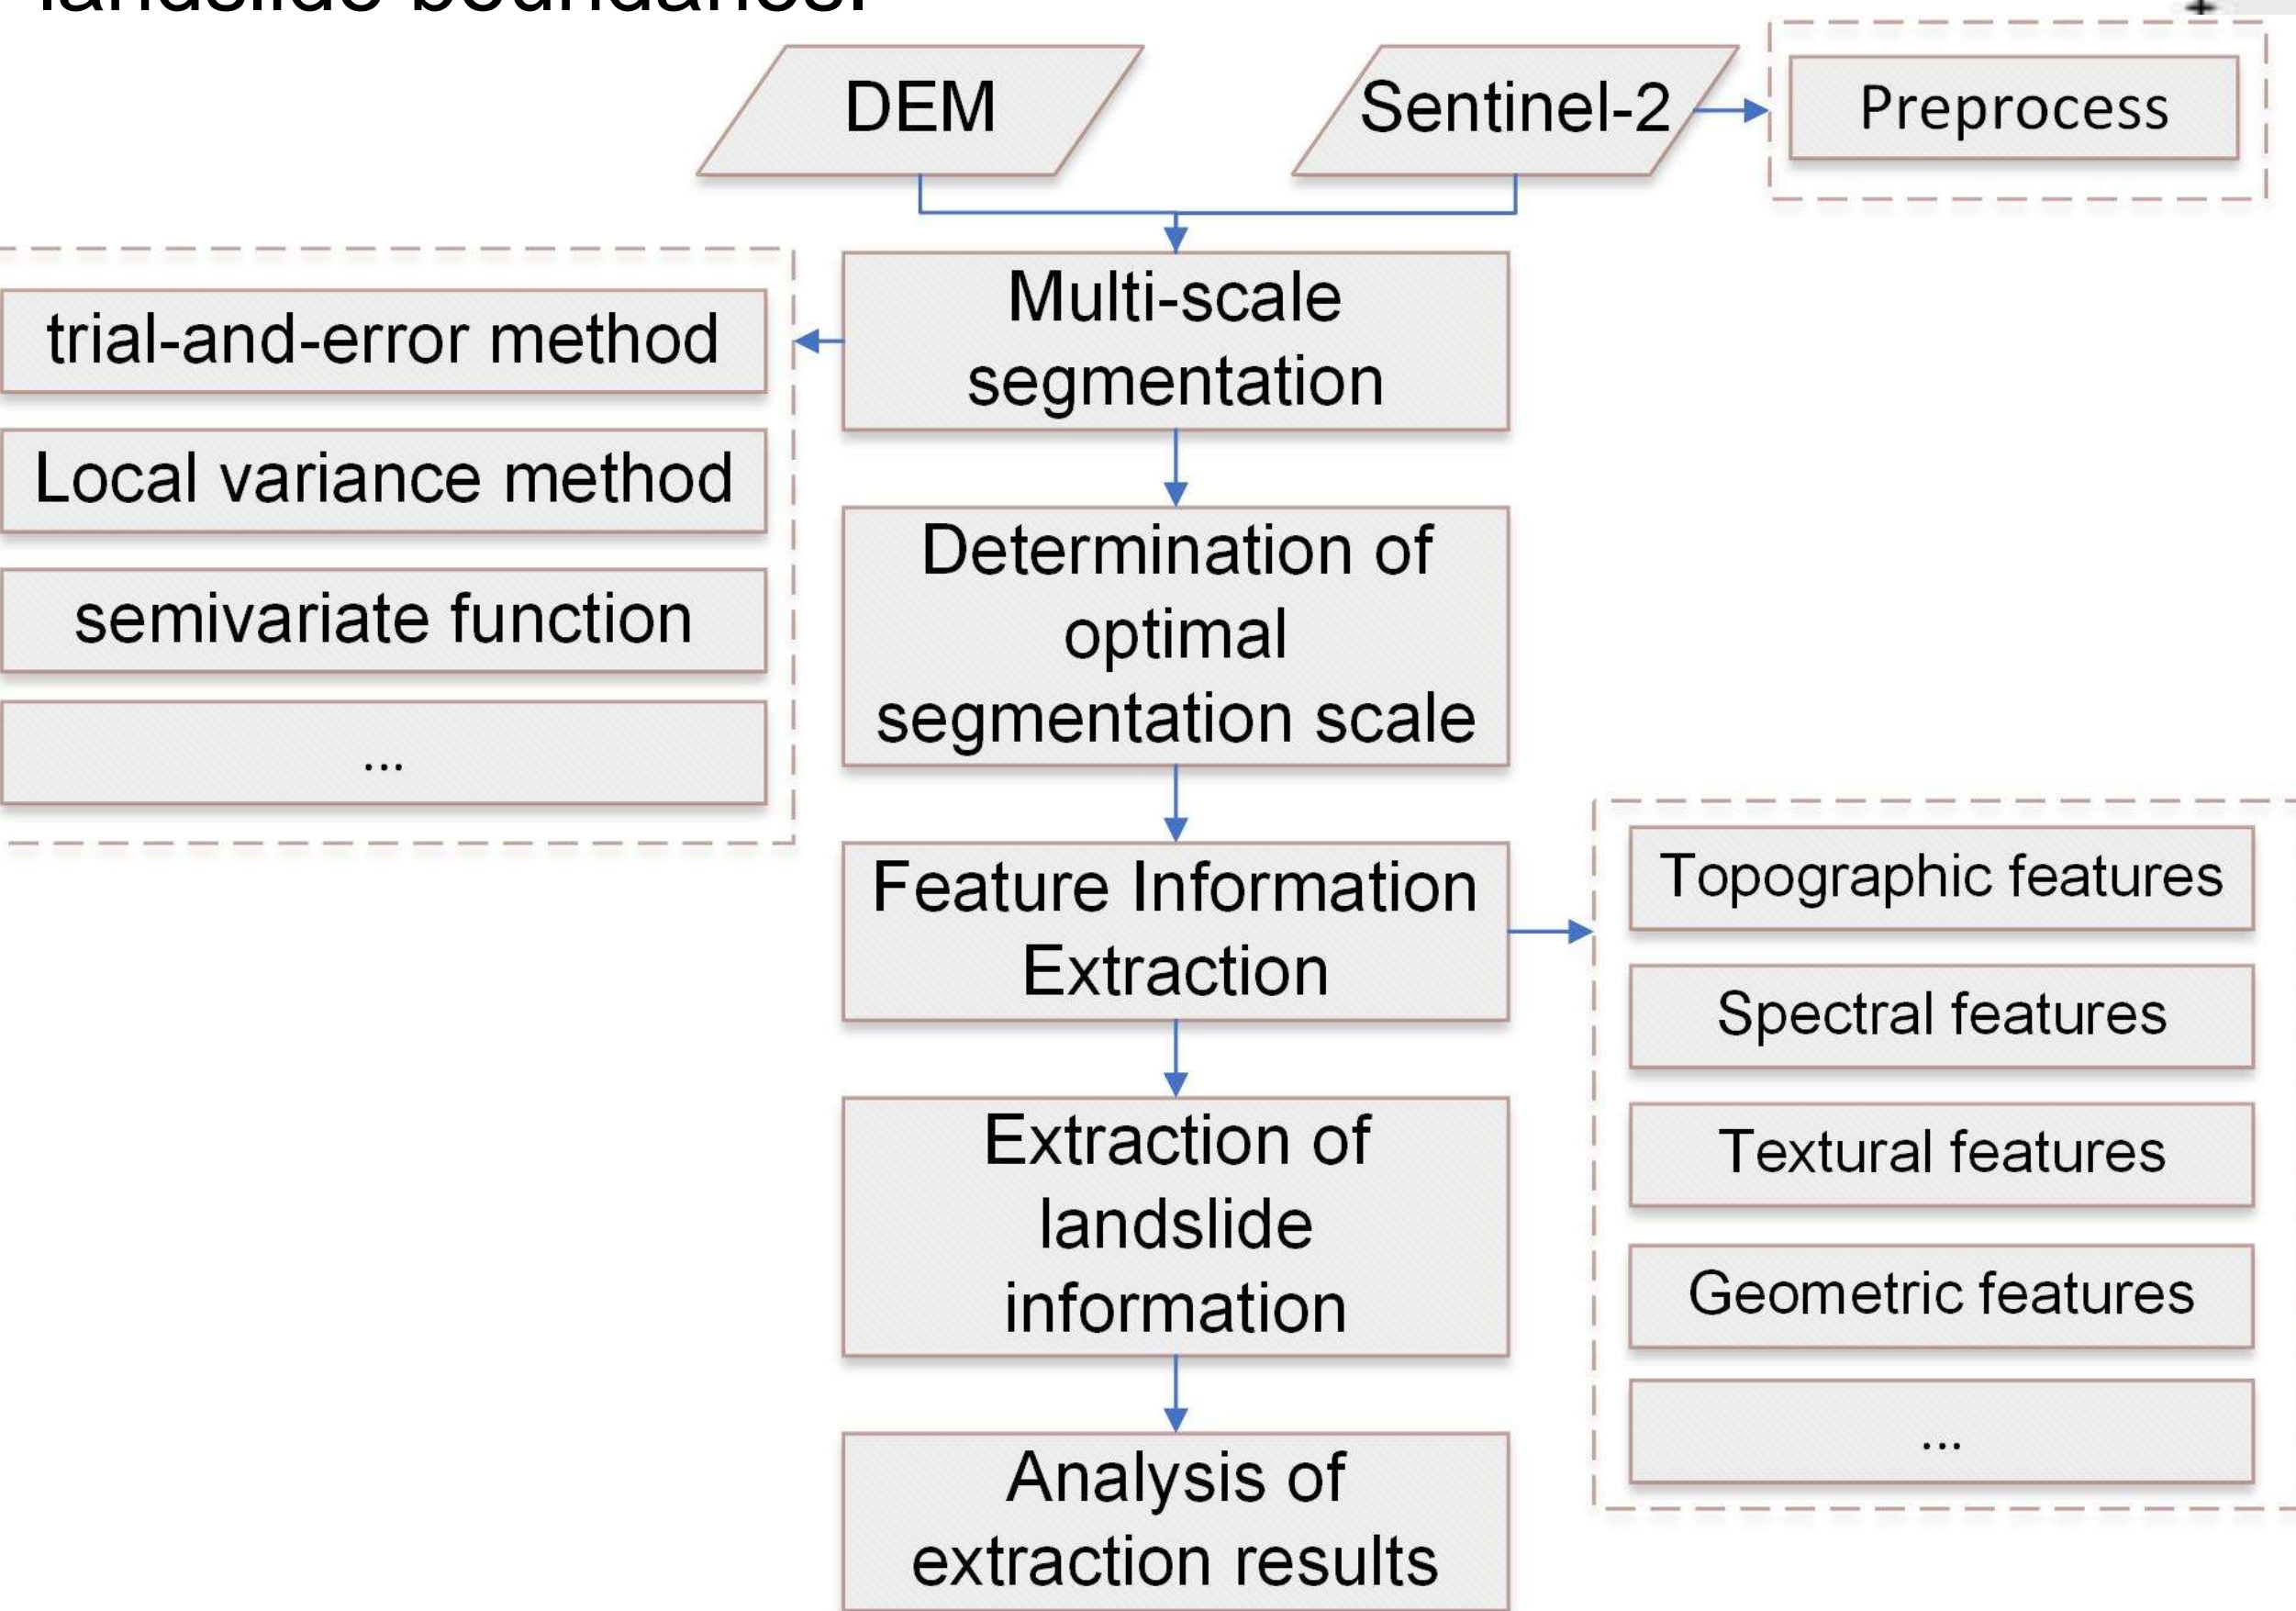 landslide boundaries.
DEM
Sentinel-2
Preprocess
trial-and-error method
Local variance method
semivariate function
...
Multi-scale
segmentation
Determination of
optimal
segmentation scale
Feature Information
Extraction
Topographic features
Spectral features
Textural features
Geometric features
...
Extraction of
landslide
information
Analysis of
extraction results